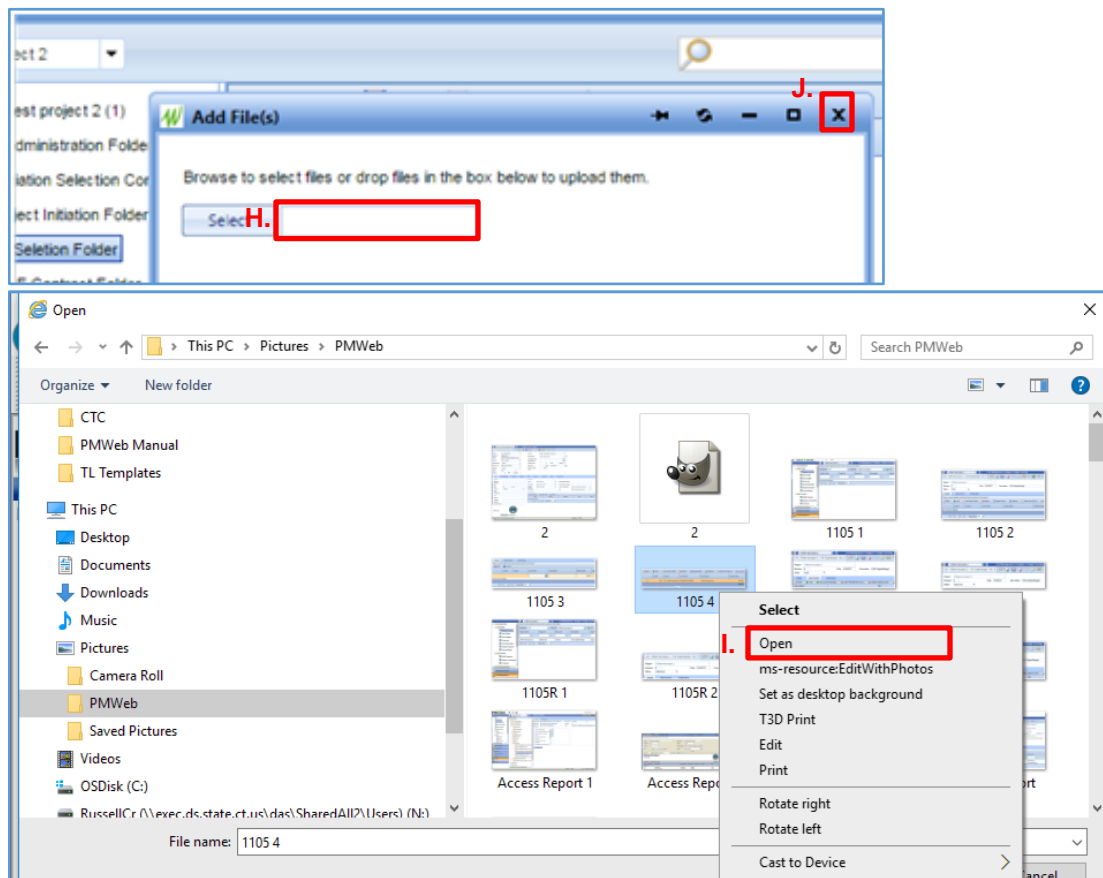 ect 2
J.
est project 2 (1)
Add File(s)
dministration Folde
iation Selection Cor
Browse to select files or drop files in the box below to upload them.
ject Initiation Folder
Select
H.
Seletion Folder
Open
This PC > Pictures > PMWeb
Search PMWeb
Organize
New folder
CTC
PMWeb Manual
TL Templates
This PC
Desktop
Documents
Downloads
Music
Pictures
Camera Roll
PMWeb
Saved Pictures
Videos
OSDisk (C:)
RussellCr (\\exec.ds.state.ct.us\das\SharedAll2\Users) (N:)
2
2
1105 1
1105 2
1105 3
1105 4
1105R 1
1105R 2
Access Report 1
Access Repo
rt
Select
I.
Open
ms-resource:EditWithPhotos
Set as desktop background
T3D Print
Edit
Print
Rotate right
Rotate left
Cast to Device
File name:
1105 4
ancel